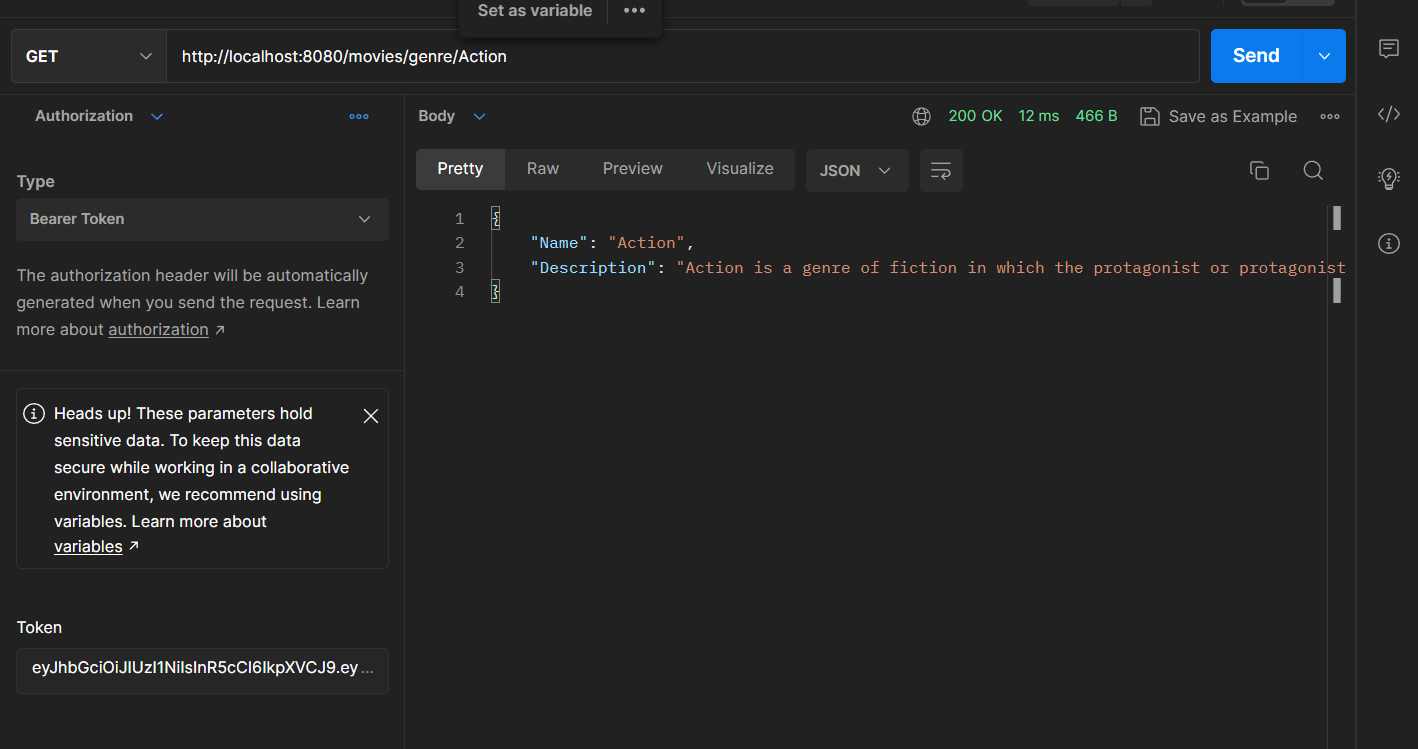 Set as variable
GET
http://localhost:8080/movies/genre/Action
Send
Authorization
Body
200 OK
12 ms
466 B
Save as Example
Pretty
Raw
Preview
Visualize
JSON
Type
Bearer Token
The authorization header will be automatically
generated when you send the request. Learn
more about authorization ↗
1 {
2 "Name": "Action",
3 "Description": "Action is a genre of fiction in which the protagonist or protagonist
4 }
Heads up! These parameters hold
sensitive data. To keep this data
secure while working in a collaborative
environment, we recommend using
variables. Learn more about
variables ↗
Token
eyJhbGciOiJIUzI1NiIsInR5cCI6IkpXVCJ9.ey...